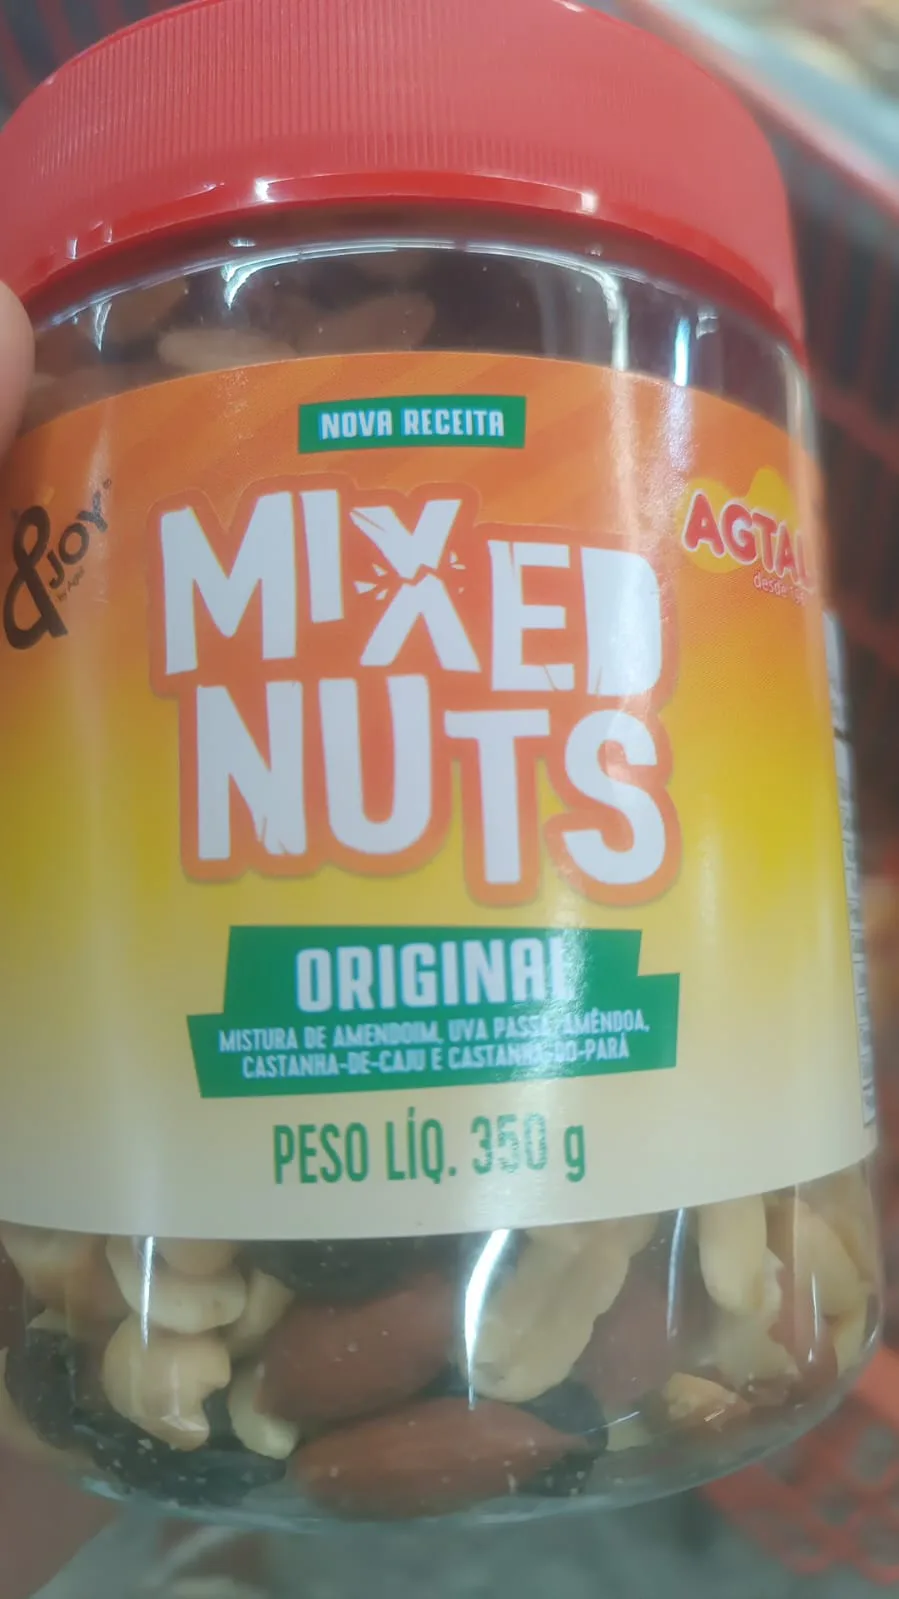 NOVA RECEITA
&JOY
MIXED
NUTS
AGTAL
desde
ORIGINAL
MISTURA DE AMENDOIM, UVA PASSA, AMÊNDOA,
CASTANHA-DE-CAJU E CASTANHA-DO-PARÁ
PESO LÍQ. 350 g